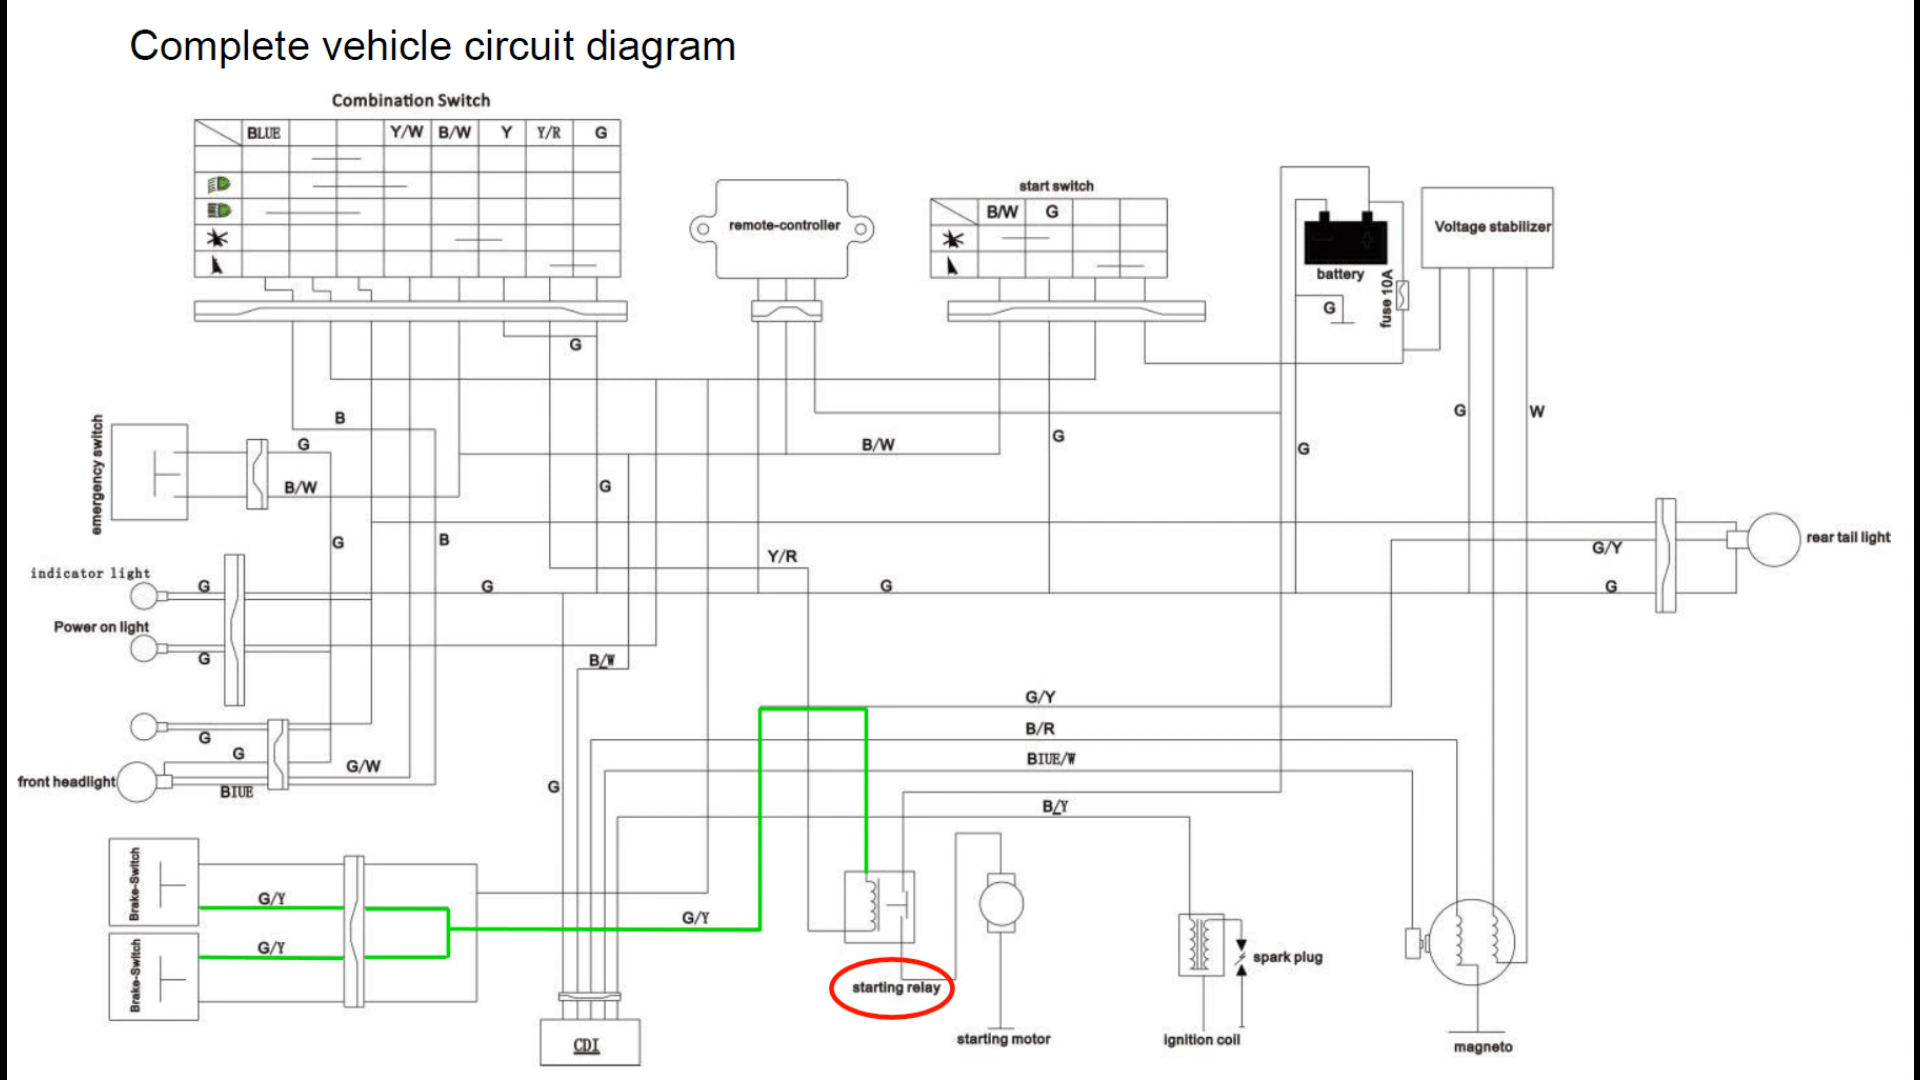 Complete vehicle circuit diagram
Combination Switch
BLUE Y/W B/W Y Y/R G
remote-controller
start switch
B/W G
battery
fuse 10A
Voltage stabilizer
G
G
B
G
B/W
emergency switch
G
B/W
G
G
G
W
G
B
Y/R
G/Y
rear tail light
indicator light
G
G
G
G
Power on light
G
B/W
G/Y
B/R
BIUE/W
B/Y
G
G
G/W
front headlight
BIUE
G
Brake-Switch
G/Y
G/Y
Brake-Switch
G/Y
starting relay
starting motor
spark plug
ignition coil
magneto
CDI